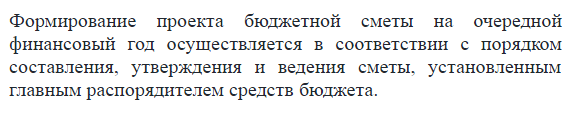 Формирование проекта бюджетной сметы на очередной
финансовый год осуществляется в соответствии с порядком
составления, утверждения и ведения сметы, установленным
главным распорядителем средств бюджета.